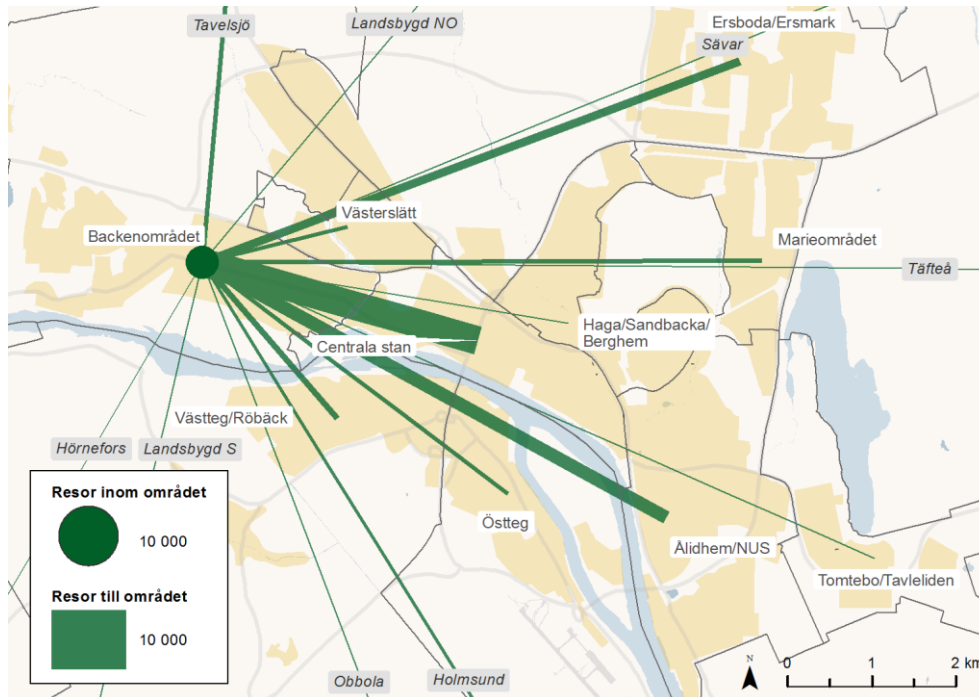 Tavelsjö
Landsbygd NO
Ersboda/Ersmark
Sävar
Västerslätt
Backenområdet
Marieområdet
Täfteå
Haga/Sandbacka/
Berghem
Centrala stan
Västteg/Röbäck
Hörnefors
Landsbygd S
Östteg
Ålidhem/NUS
Tomtebo/Tavleliden
Obbola
Holmsund
Resor inom området
10 000
Resor till området
10 000
N
0 1 2 km